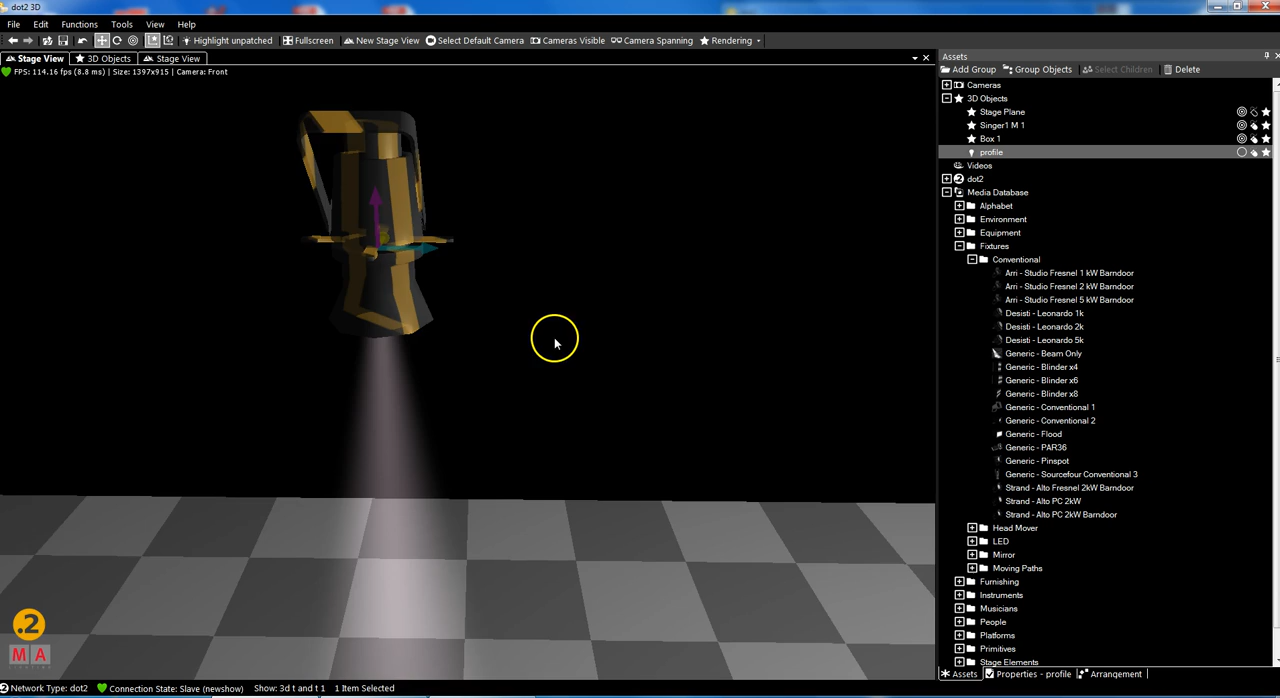 dot2 3D
File Edit Functions Tools View Help
Highlight unpatched Fullscreen New Stage View Select Default Camera Cameras Visible Camera Spanning Rendering
Stage View 3D Objects Stage View
FPS: 114.16 fps (8.8 ms) | Size: 1397x915 | Camera: Front
Assets
Add Group Group Objects Select Children Delete
Cameras
3D Objects
Stage Plane
Singer1 M 1
Box 1
profile
Videos
dot2
Media Database
Alphabet
Environment
Equipment
Fixtures
Conventional
Arri - Studio Fresnel 1 kW Barndoor
Arri - Studio Fresnel 2 kW Barndoor
Arri - Studio Fresnel 5 kW Barndoor
Desisti - Leonardo 1k
Desisti - Leonardo 2k
Desisti - Leonardo 5k
Generic - Beam Only
Generic - Blinder x4
Generic - Blinder x6
Generic - Blinder x8
Generic - Conventional 1
Generic - Conventional 2
Generic - Flood
Generic - PAR36
Generic - Pinspot
Generic - Sourcefour Conventional 3
Strand - Alto Fresnel 2kW Barndoor
Strand - Alto PC 2kW
Strand - Alto PC 2kW Barndoor
Head Mover
LED
Mirror
Moving Paths
Furnishing
Instruments
Musicians
People
Platforms
Primitives
Stage Elements
Assets Properties - profile Arrangement
.2
MA
Network Type: dot2 Connection State: Slave (newshow) Show: 3d t and t 1 1 Item Selected